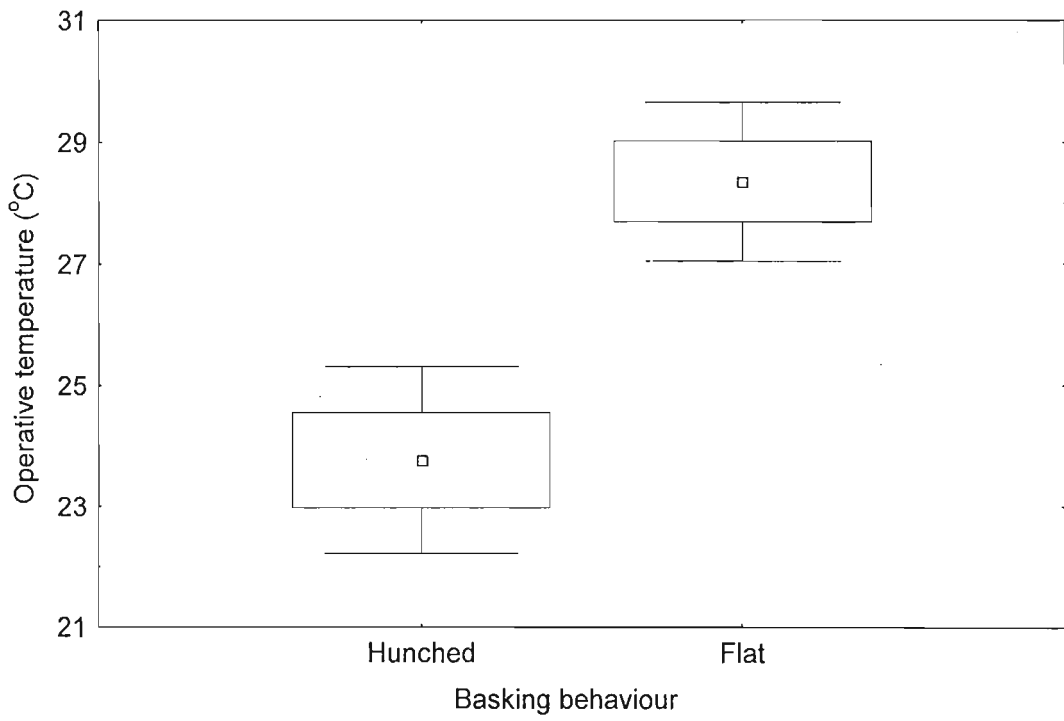 31
29
27
25
23
21
Operative temperature (°C)
Hunched
Flat
Basking behaviour